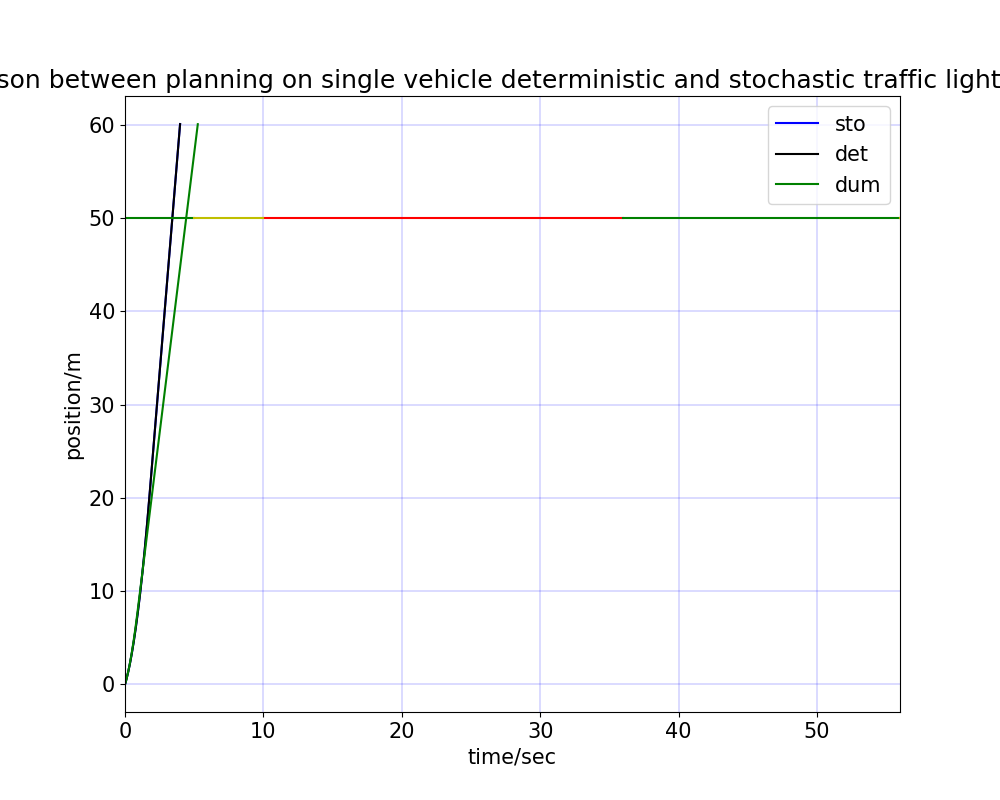 son between planning on single vehicle deterministic and stochastic traffic light
sto
det
dum
60
50
40
30
20
10
0
position/m
0 10 20 30 40 50
time/sec